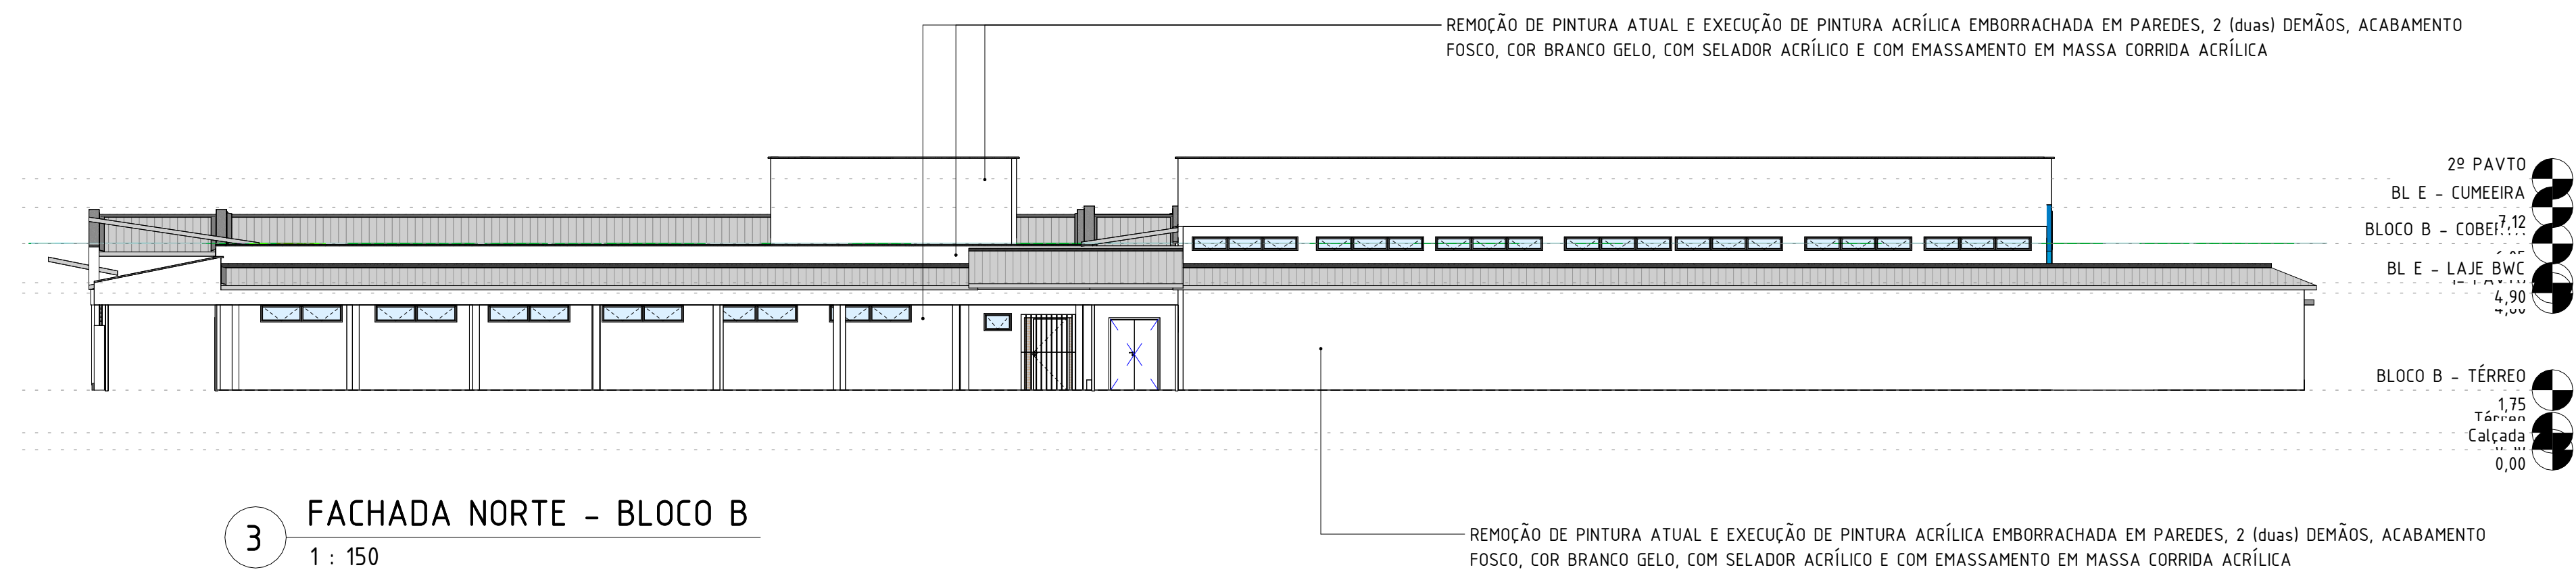 REMOÇÃO DE PINTURA ATUAL E EXECUÇÃO DE PINTURA ACRÍLICA EMBORRACHADA EM PAREDES, 2 (duas) DEMÃOS, ACABAMENTO
FOSCO, COR BRANCO GELO, COM SELADOR ACRÍLICO E COM EMASSAMENTO EM MASSA CORRIDA ACRÍLICA
2º PAVTO
BL E - CUMEEIRA
7,12
BLOCO B -
BL E - LAJE BWC
4,90
BLOCO B - TÉRREO
1,75
Térreo
Calçada
0,00
3
FACHADA NORTE - BLOCO B
1 : 150
REMOÇÃO DE PINTURA ATUAL E EXECUÇÃO DE PINTURA ACRÍLICA EMBORRACHADA EM PAREDES, 2 (duas) DEMÃOS, ACABAMENTO
FOSCO, COR BRANCO GELO, COM SELADOR ACRÍLICO E COM EMASSAMENTO EM MASSA CORRIDA ACRÍLICA